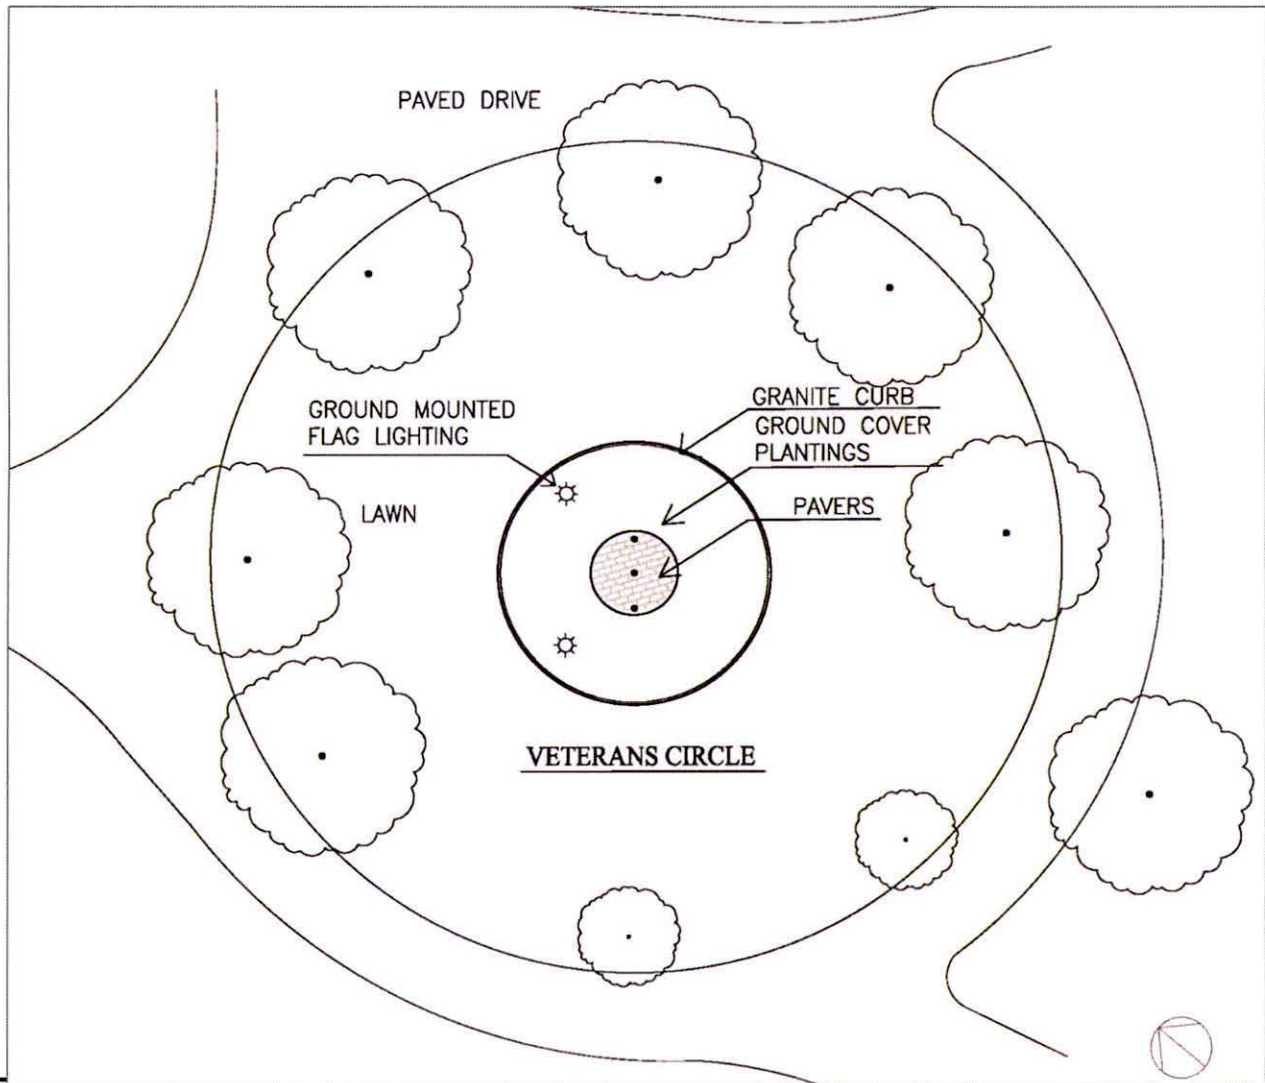 PAVED DRIVE
GROUND MOUNTED
FLAG LIGHTING
GRANITE CURB
GROUND COVER
PLANTINGS
LAWN
PAVERS
VETERANS CIRCLE